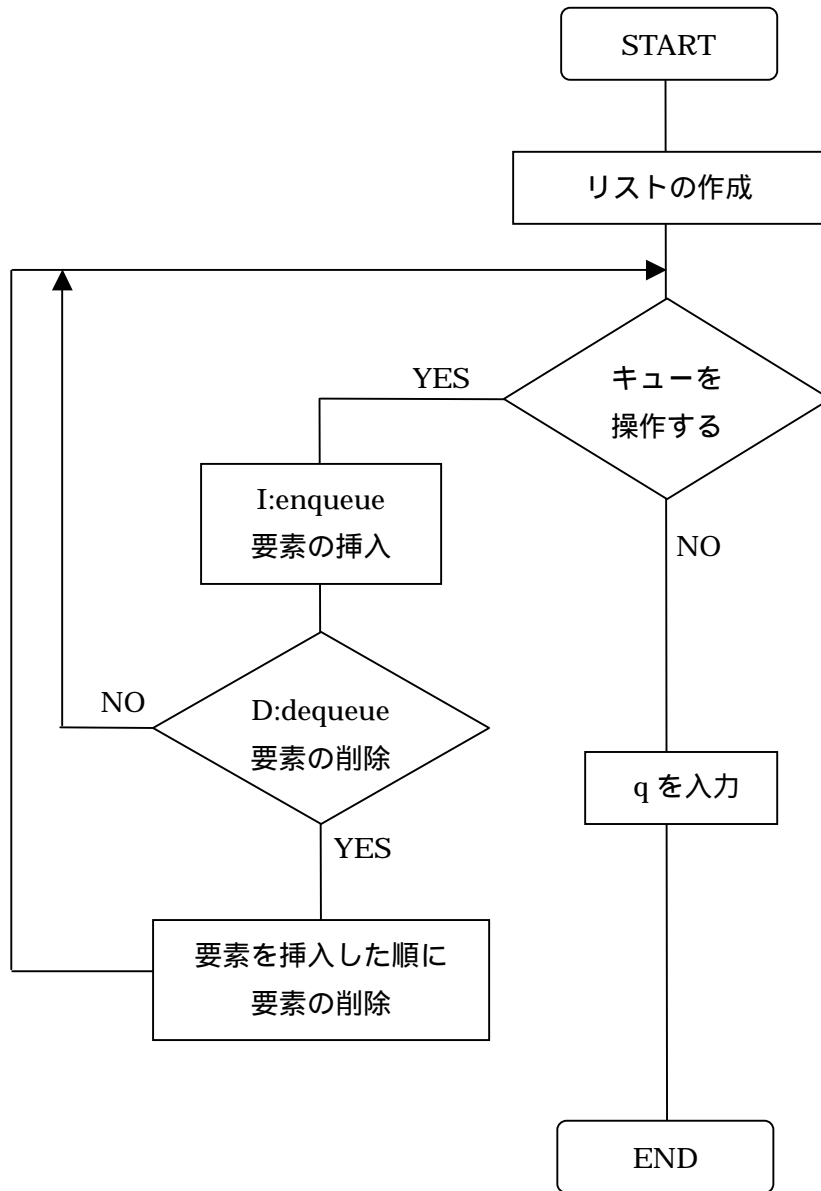 START
リストの作成
YES
キューを
操作する
I:enqueue
要素の挿入
NO
NO
D:dequeue
要素の削除
q を入力
YES
要素を挿入した順に
要素の削除
END